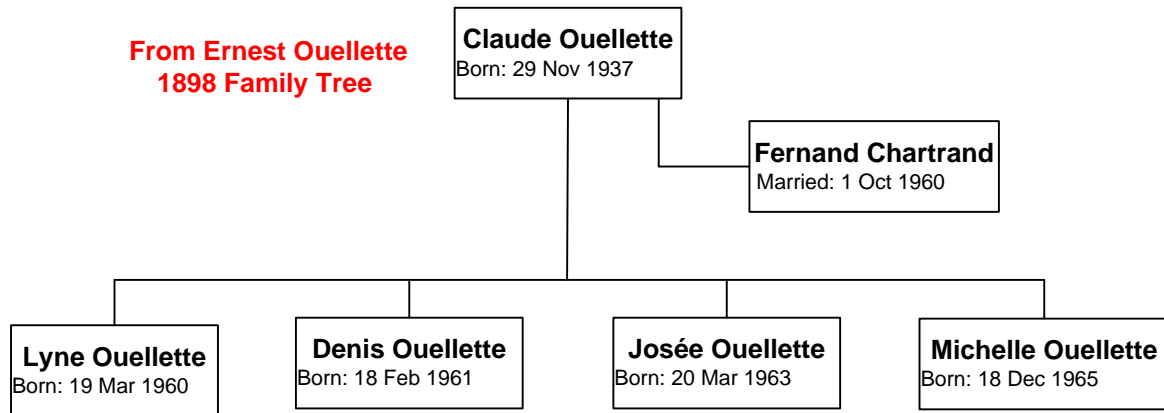 From Ernest Ouellette
1898 Family Tree
Claude Ouellette
Born: 29 Nov 1937
Fernand Chartrand
Married: 1 Oct 1960
Lyne Ouellette
Born: 19 Mar 1960
Denis Ouellette
Born: 18 Feb 1961
Josée Ouellette
Born: 20 Mar 1963
Michelle Ouellette
Born: 18 Dec 1965